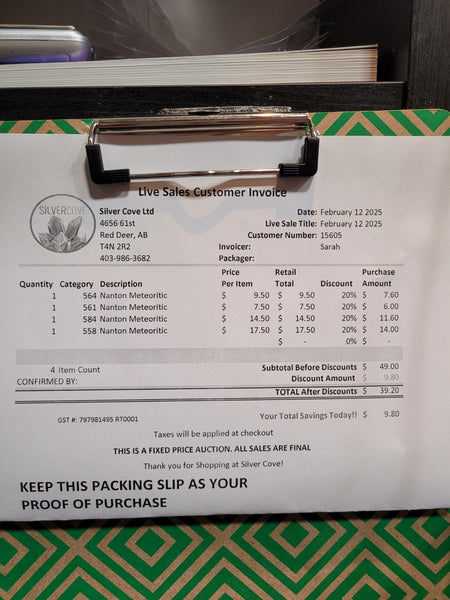 Live Sales Customer Invoice
SILVERCOVE
Silver Cove Ltd
4656 61st
Red Deer, AB
T4N 2R2
403-986-3682
Date: February 12 2025
Live Sale Title: February 12 2025
Customer Number: 15605
Invoicer: Sarah
Packager:
Quantity Category Description Price Per Item Retail Total Discount Purchase Amount
1 564 Nanton Meteoritic $ 9.50 $ 9.50 20% $ 7.60
1 561 Nanton Meteoritic $ 7.50 $ 7.50 20% $ 6.00
1 584 Nanton Meteoritic $ 14.50 $ 14.50 20% $ 11.60
1 558 Nanton Meteoritic $ 17.50 $ 17.50 20% $ 14.00
$ - 0% $ -
4 Item Count Subtotal Before Discounts $ 49.00
CONFIRMED BY: Discount Amount $ 9.80
TOTAL After Discounts $ 39.20
GST #: 797981495 RT0001 Your Total Savings Today!! $ 9.80
Taxes will be applied at checkout
THIS IS A FIXED PRICE AUCTION. ALL SALES ARE FINAL
Thank you for Shopping at Silver Cove!
KEEP THIS PACKING SLIP AS YOUR
PROOF OF PURCHASE